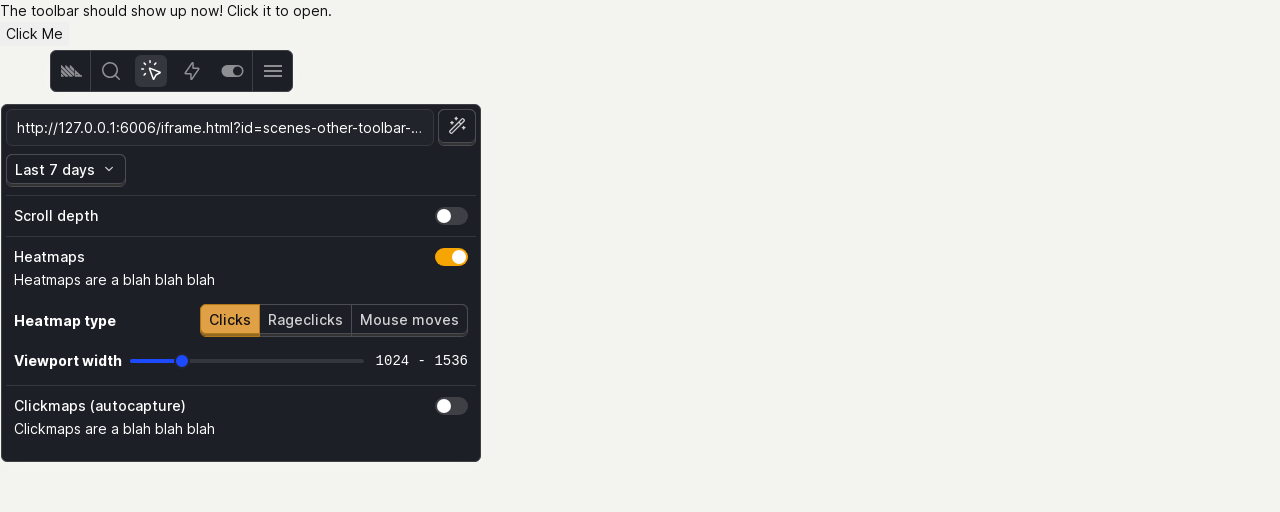 The toolbar should show up now! Click it to open.
Click Me
http://127.0.0.1:6006/iframe.html?id=scenes-other-toolbar-...
Last 7 days
Scroll depth
Heatmaps
Heatmaps are a blah blah blah
Heatmap type Clicks Rageclicks Mouse moves
Viewport width 1024 - 1536
Clickmaps (autocapture)
Clickmaps are a blah blah blah